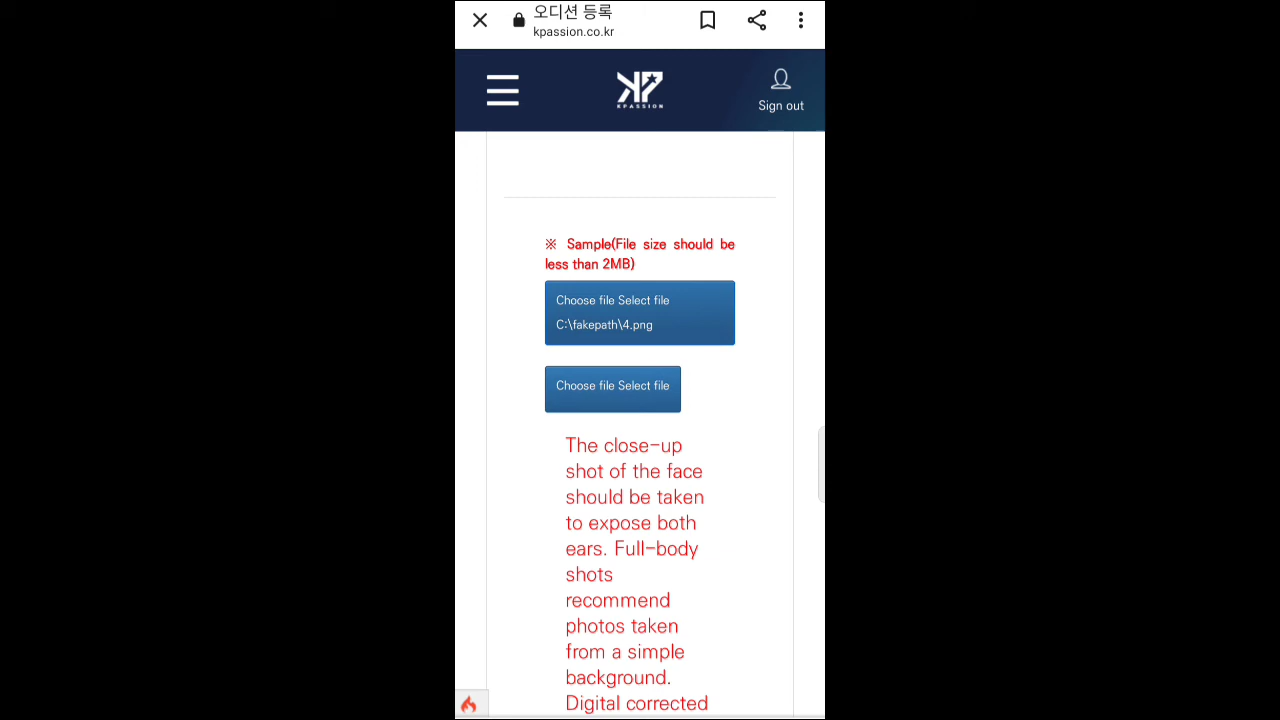 오디션 등록
kpassion.co.kr
KPASSION
Sign out
※ Sample(File size should be
less than 2MB)
Choose file Select file
C:\fakepath\4.png
Choose file Select file
The close-up
shot of the face
should be taken
to expose both
ears. Full-body
shots
recommend
photos taken
from a simple
background.
Digital corrected